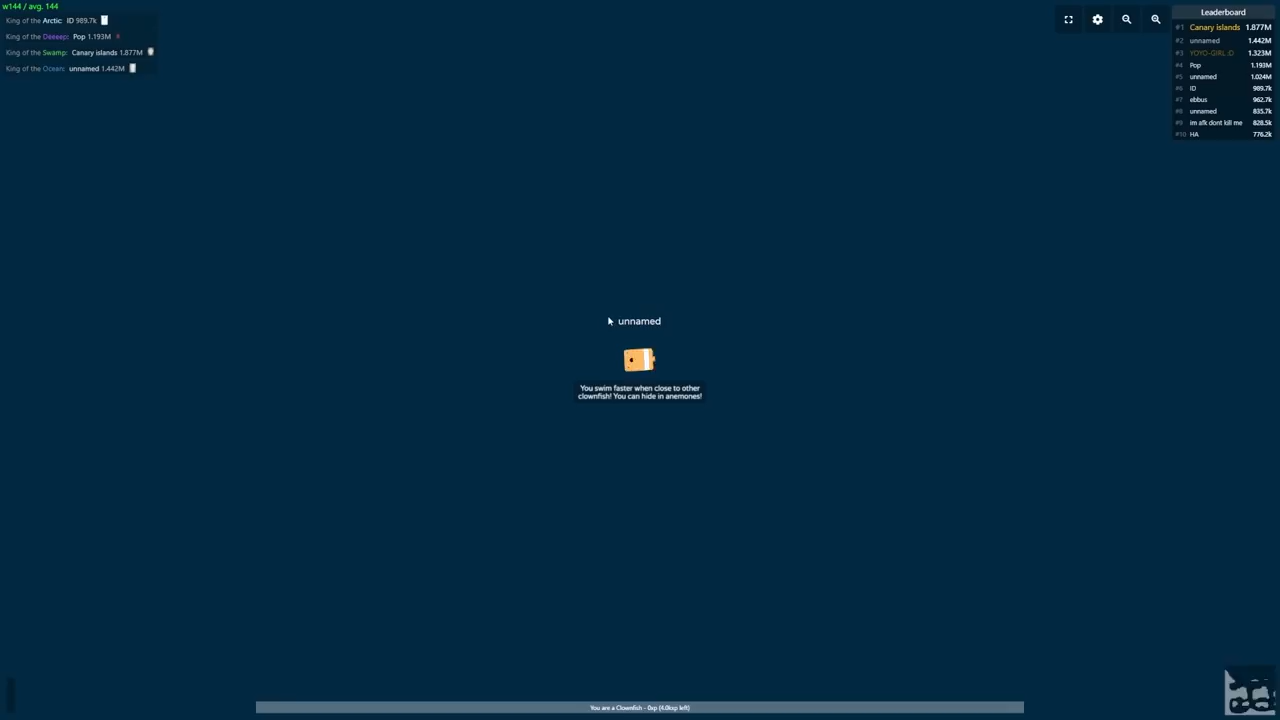 w144 / avg. 144
King of the Arctic: ID 989.7k
King of the Deeeep: Pop 1.193M
King of the Swamp: Canary islands 1.877M
King of the Ocean: unnamed 1.442M
Leaderboard
#1 Canary islands 1.877M
#2 unnamed 1.442M
#3 YOYO-GIRL ;D 1.323M
#4 Pop 1.193M
#5 unnamed 1.024M
#6 ID 989.7k
#7 ebbus 962.7k
#8 unnamed 835.7k
#9 im afk dont kill me 828.5k
#10 HA 776.2k
unnamed
You swim faster when close to other
clownfish! You can hide in anemones!
You are a Clownfish - 0xp (4.0kxp left)